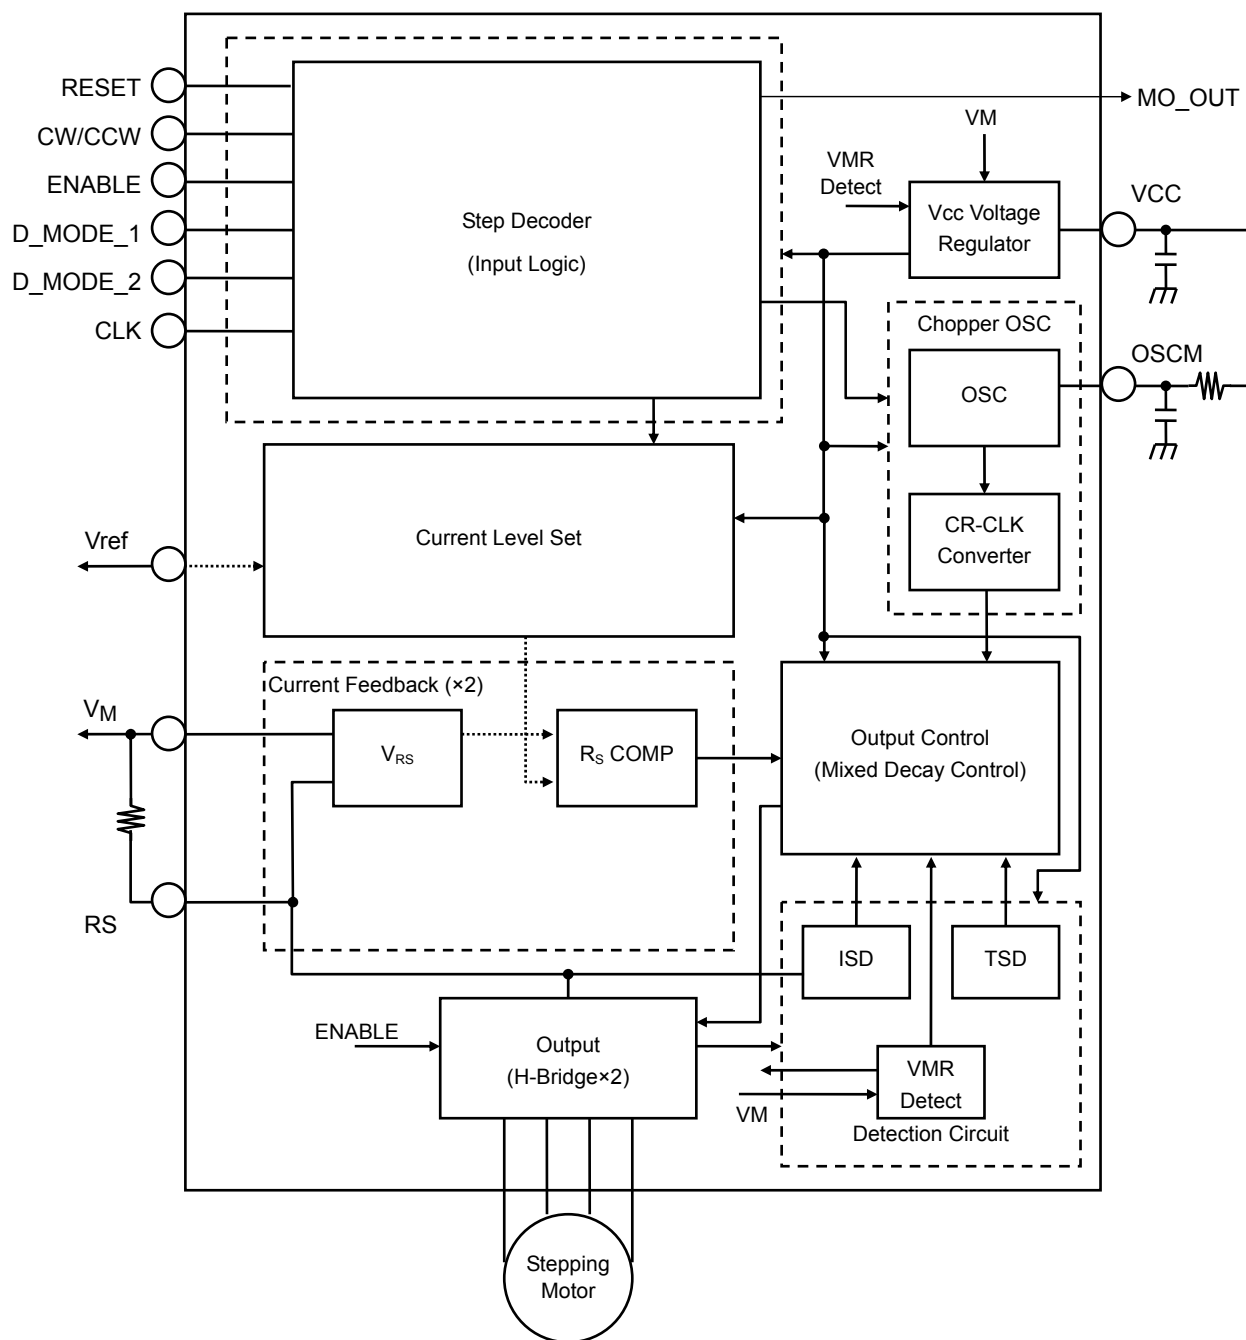 RESET
CW/CCW
ENABLE
D_MODE_1
D_MODE_2
CLK
Step Decoder
(Input Logic)
MO_OUT
VM
VMR
Detect
Vcc Voltage
Regulator
VCC
Chopper OSC
OSC
OSCM
CR-CLK
Converter
Vref
Current Level Set
Current Feedback (×2)
VM
VRS
RS COMP
Output Control
(Mixed Decay Control)
RS
ISD
TSD
ENABLE
Output
(H-Bridge×2)
VMR
Detect
VM
Detection Circuit
Stepping
Motor